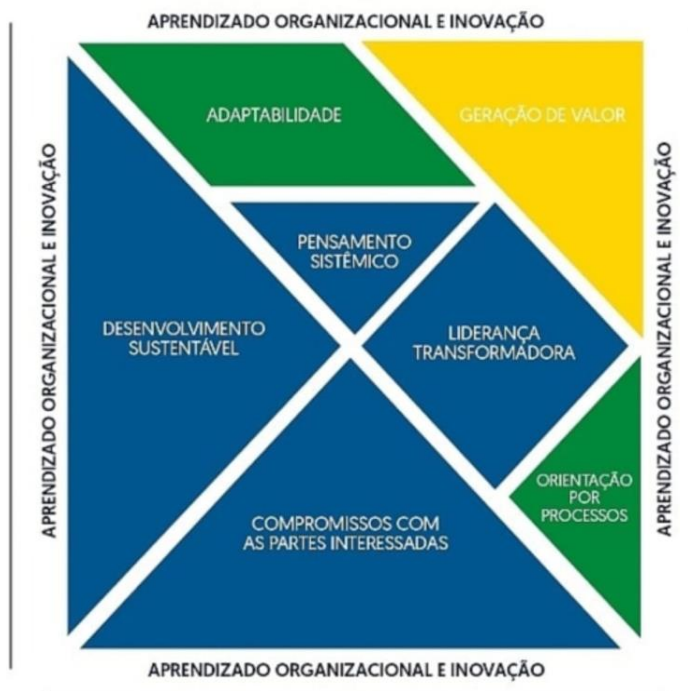 APRENDIZADO ORGANIZACIONAL E INOVAÇÃO
ADAPTABILIDADE
GERAÇÃO DE VALOR
APRENDIZADO ORGANIZACIONAL E INOVAÇÃO
PENSAMENTO
SISTÊMICO
DESENVOLVIMENTO
SUSTENTÁVEL
LIDERANÇA
TRANSFORMADORA
APRENDIZADO ORGANIZACIONAL E INOVAÇÃO
ORIENTAÇÃO
POR
PROCESSOS
COMPROMISSOS COM
AS PARTES INTERESSADAS
APRENDIZADO ORGANIZACIONAL E INOVAÇÃO